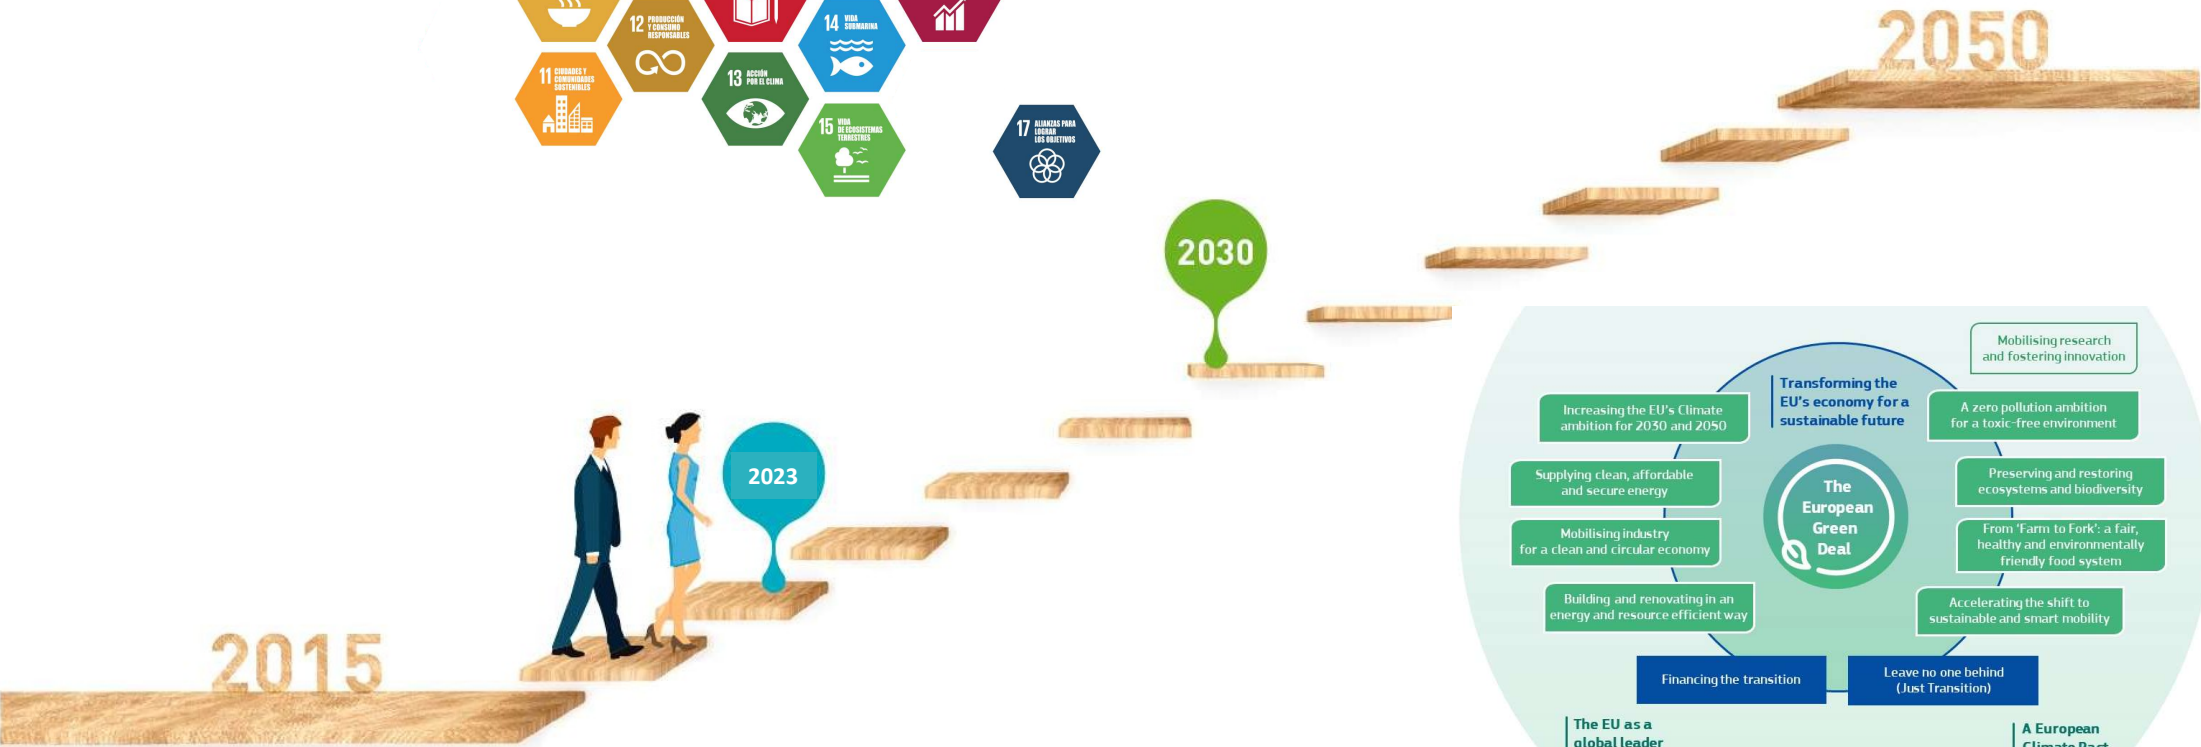 12 PRODUCCIÓN
Y CONSUMO
RESPONSABLES
14 VIDA
SUBMARINA
11 CIUDADES Y
COMUNIDADES
SOSTENIBLES
13 ACCIÓN
POR EL CLIMA
15 VIDA
DE ECOSISTEMAS
TERRESTRES
17 ALIANZAS PARA
LOGRAR
LOS OBJETIVOS
2050
2030
2023
2015
Mobilising research
and fostering innovation
Transforming the
EU's economy for a
sustainable future
Increasing the EU's Climate
ambition for 2030 and 2050
A zero pollution ambition
for a toxic-free environment
Supplying clean, affordable
and secure energy
Preserving and restoring
ecosystems and biodiversity
The
European
Green
Deal
Mobilising industry
for a clean and circular economy
From 'Farm to Fork': a fair,
healthy and environmentally
friendly food system
Building and renovating in an
energy and resource efficient way
Accelerating the shift to
sustainable and smart mobility
Financing the transition
Leave no one behind
(Just Transition)
The EU as a
global leader
A European
Climate Pact